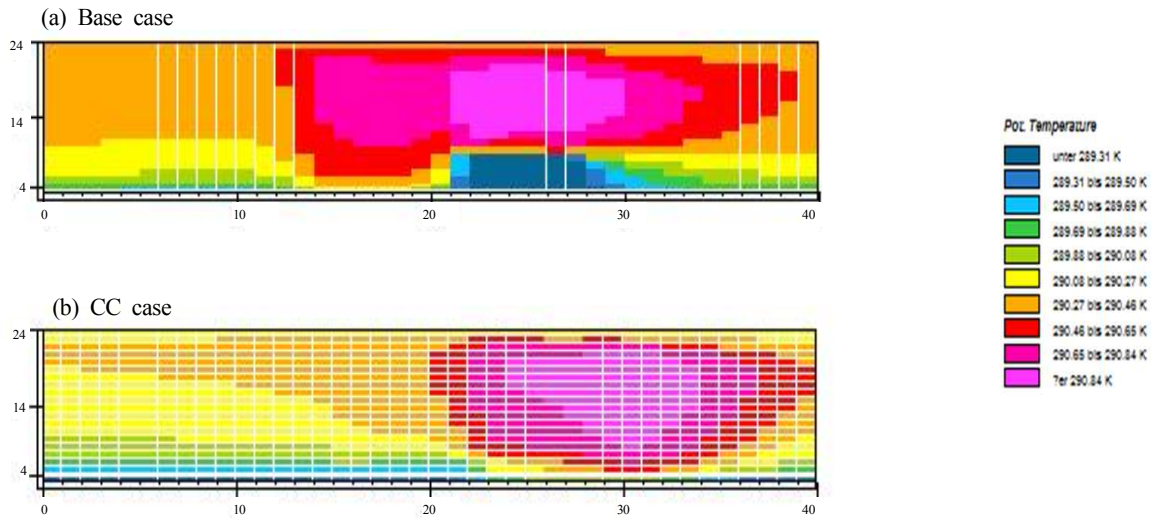 (a) Base case
24
14
4
0 10 20 30 40
(b) CC case
24
14
4
0 10 20 30 40
Pot. Temperature
unter 289.31 K
289.31 bis 289.50 K
289.50 bis 289.69 K
289.69 bis 289.88 K
289.88 bis 290.08 K
290.08 bis 290.27 K
290.27 bis 290.46 K
290.46 bis 290.65 K
290.65 bis 290.84 K
?er 290.84 K